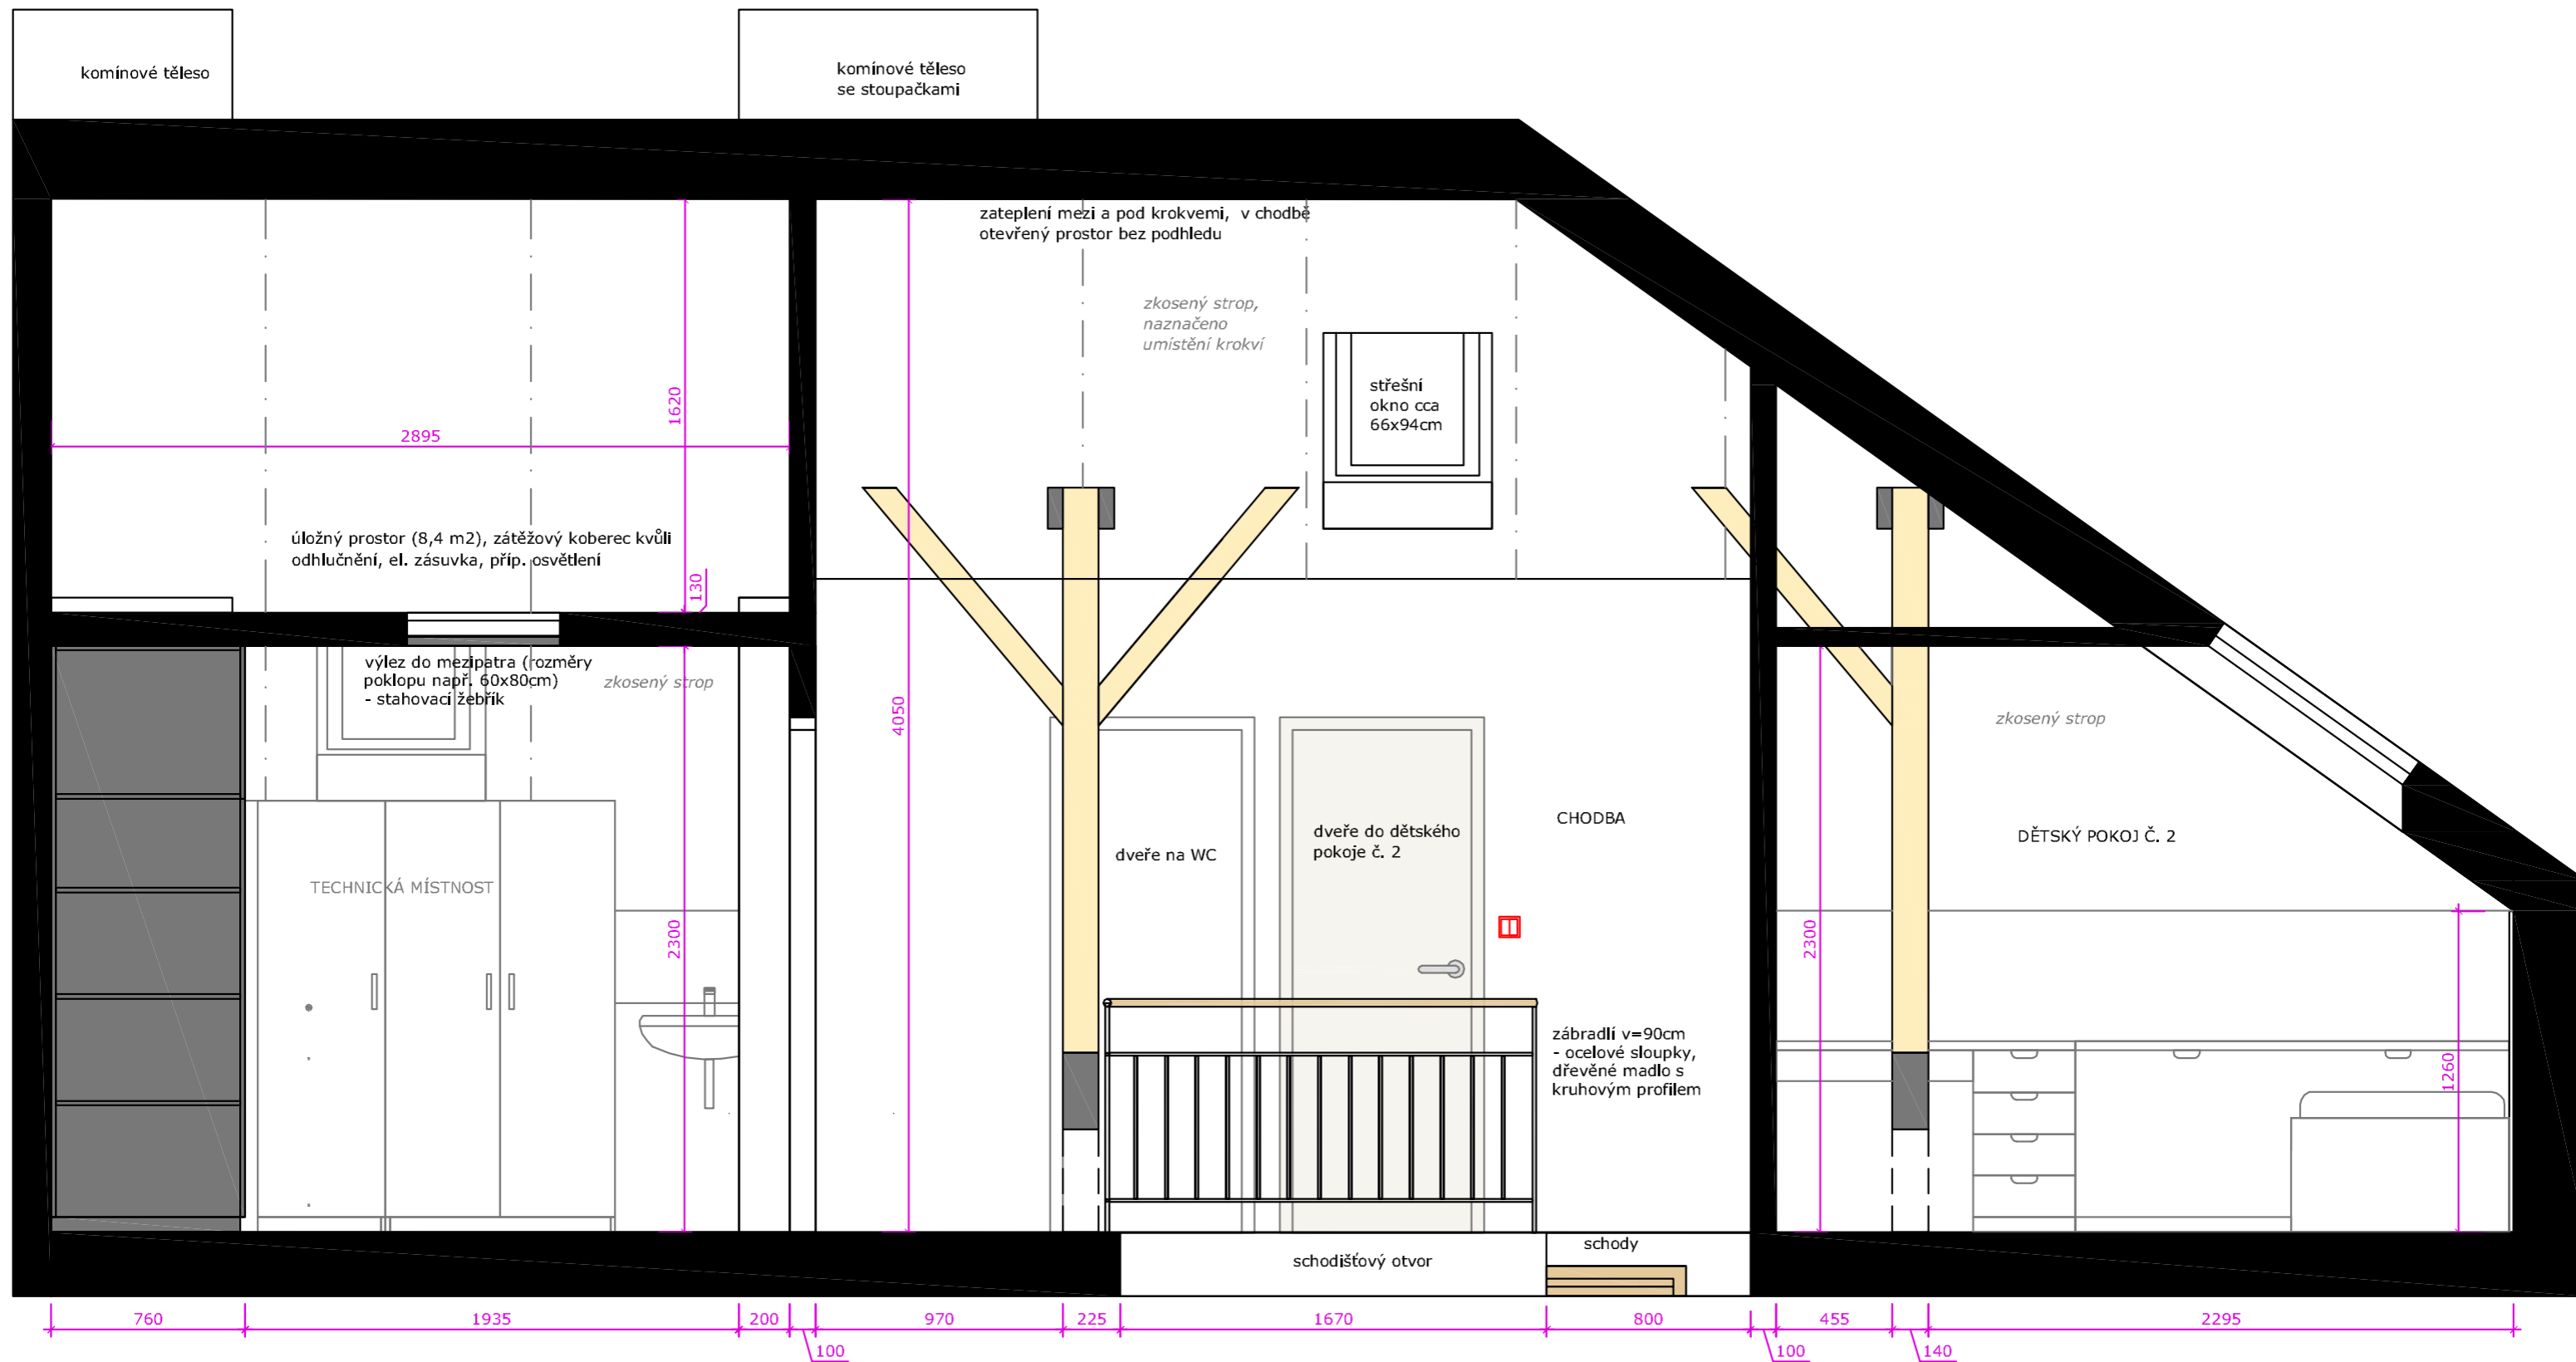 komínové těleso
komínové těleso
se stoupačkami
zateplení mezi a pod krokvemi,  v chodbě
otevřený prostor bez podhledu
zkosený strop,
naznačeno
umístění krokví
střešní
okno cca
66x94cm
1620
2895
úložný prostor (8,4 m2), zátěžový koberec kvůli
odhlučnění, el. zásuvka, příp. osvětlení
130
výlez do mezipatra (rozměry
poklopu např. 60x80cm)
- stahovací žebřík
zkosený strop
4050
zkosený strop
CHODBA
dveře do dětského
pokoje č. 2
dveře na WC
DĚTSKÝ POKOJ Č. 2
TECHNICKÁ MÍSTNOST
2300
2300
zábradlí v=90cm
- ocelové sloupky,
dřevěné madlo s
kruhovým profilem
1260
schody
schodišťový otvor
760
1935
200
970
225
1670
800
455
2295
100
100
140